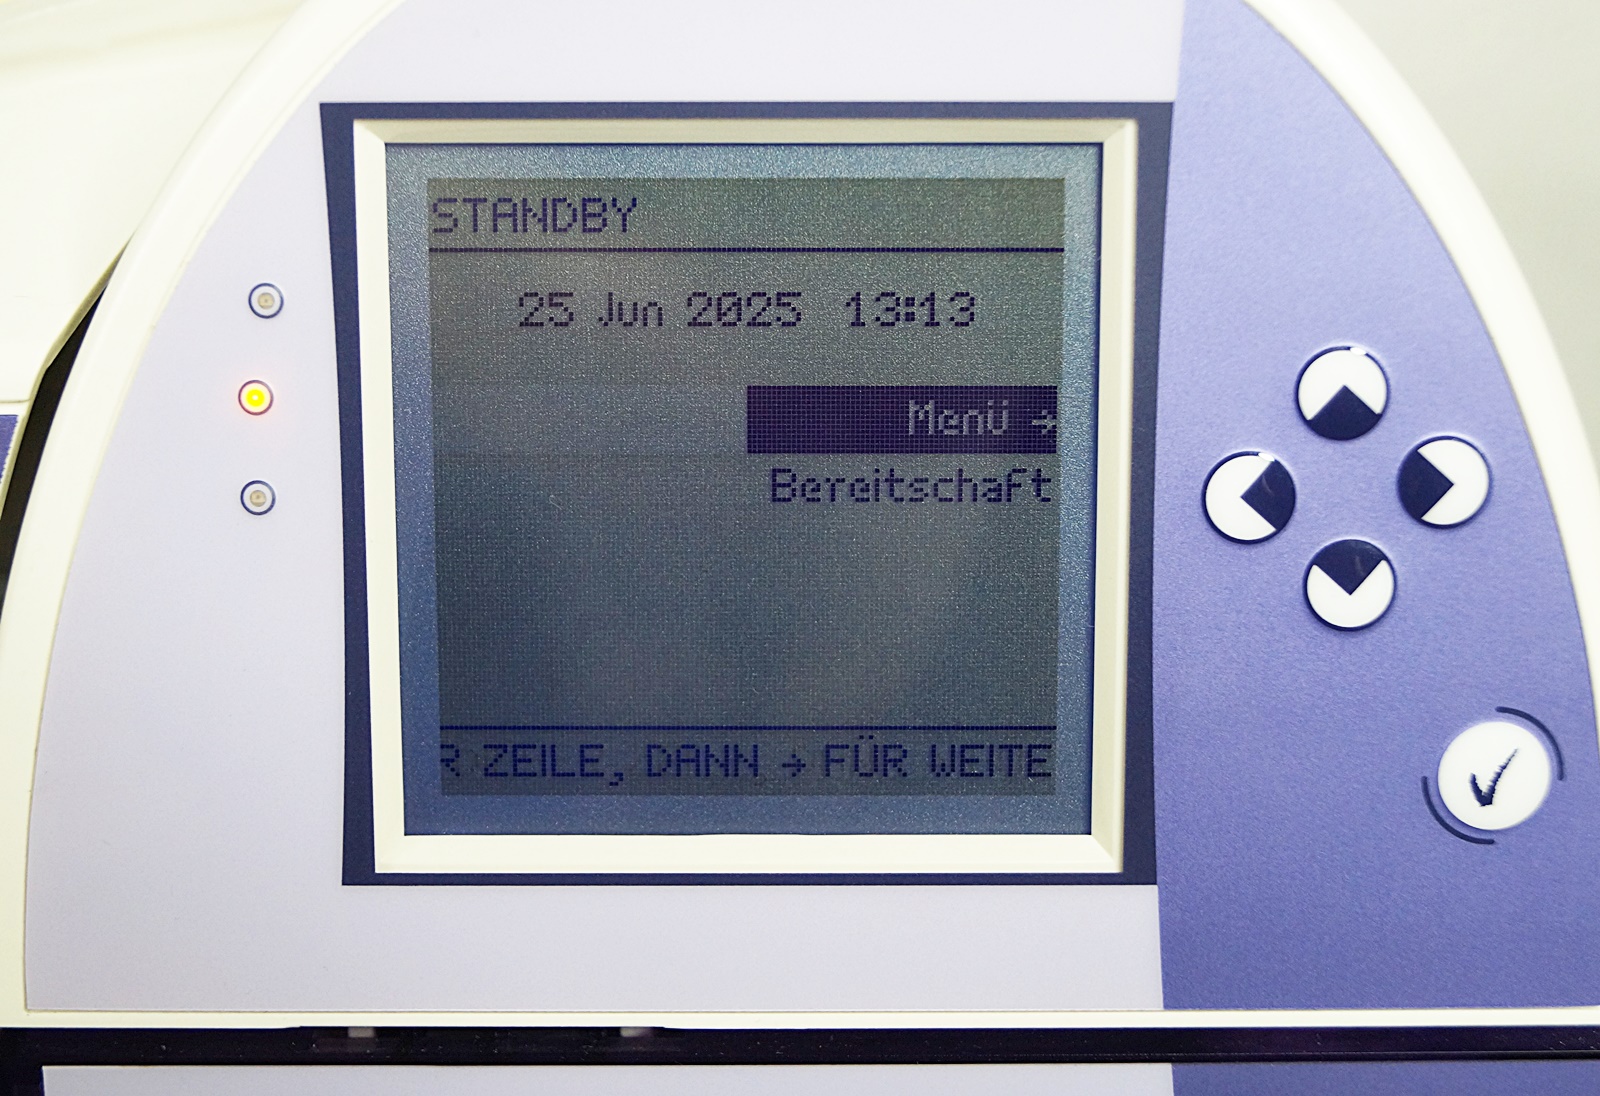 STANDBY
25 Jun 2025 13:13
Menü →
Bereitschaft
R ZEILE, DANN → FÜR WEITE